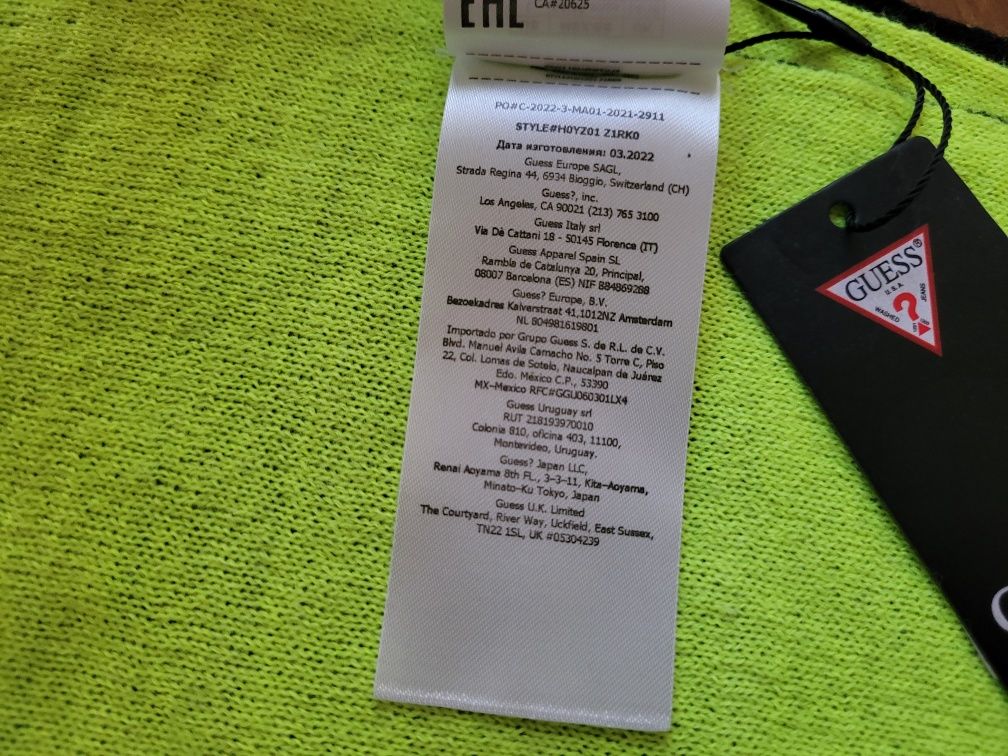 EAC
CA#20625
PO#C-2022-3-MA01-2021-2911
STYLE#H0YZ01 Z1RK0
Дата изготовления: 03.2022
Guess Europe SAGL,
Strada Regina 44, 6934 Bioggio, Switzerland (CH)
Guess?, inc.
Los Angeles, CA 90021 (213) 765 3100
Guess Italy srl
Via Dè Cattani 18 - 50145 Florence (IT)
Guess Apparel Spain SL
Rambla de Catalunya 20, Principal,
08007 Barcelona (ES) NIF B84869288
Guess? Europe, B.V.
Bezoekadres Kalverstraat 41,1012NZ Amsterdam
NL 804981619B01
Importado por Grupo Guess S. de R.L. de C.V.
Blvd. Manuel Avila Camacho No. 5 Torre C, Piso
22, Col. Lomas de Sotelo, Naucalpan de Juárez
Edo. México C.P., 53390
MX-Mexico RFC#GGU060301LX4
Guess Uruguay srl
RUT 218193970010
Colonia 810, oficina 403, 11100,
Montevideo, Uruguay.
Guess? Japan LLC,
Renai Aoyama 8th FL., 3-3-11, Kita-Aoyama,
Minato-Ku Tokyo, Japan
Guess U.K. Limited
The Courtyard, River Way, Uckfield, East Sussex,
TN22 1SL, UK #05304239
GUESS®
U.S.A.
?
WASHED
JEANS